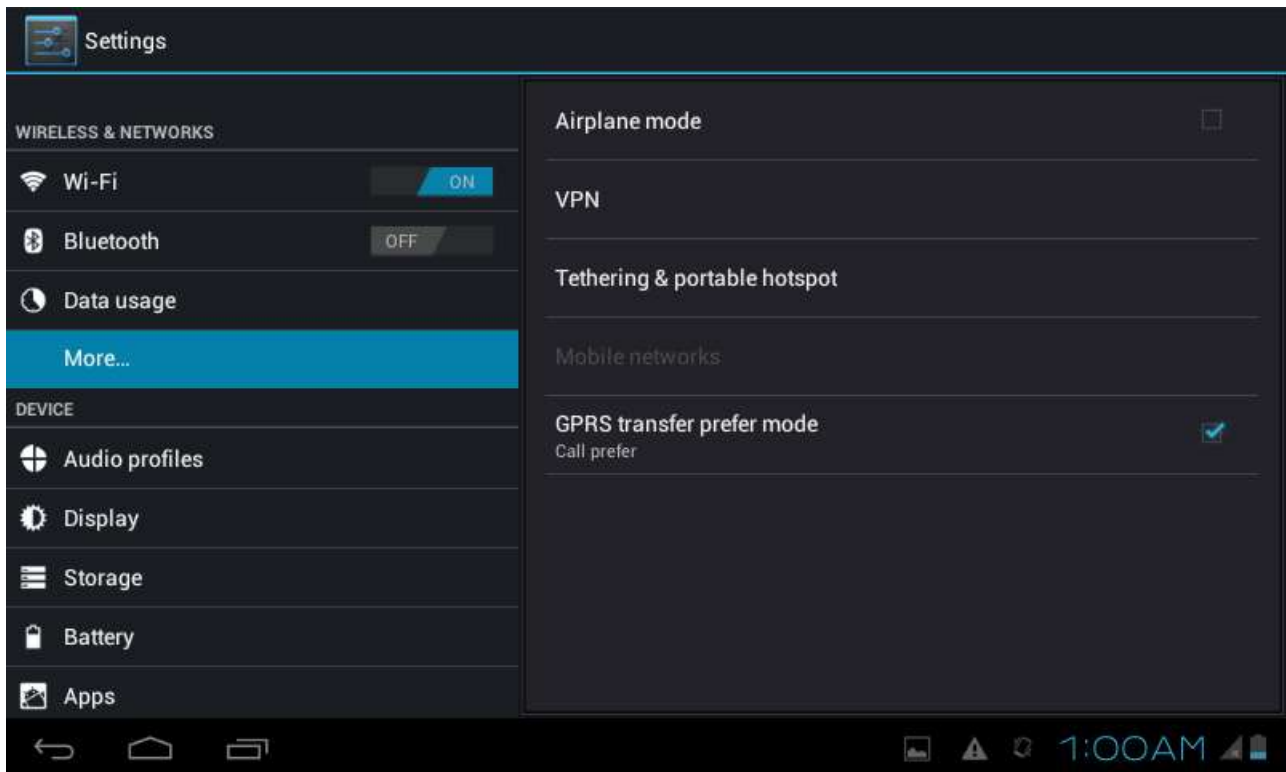 Settings
WIRELESS & NETWORKS
Wi-Fi
ON
Bluetooth
OFF
Data usage
More...
DEVICE
Audio profiles
Display
Storage
Battery
Apps
Airplane mode
VPN
Tethering & portable hotspot
Mobile networks
GPRS transfer prefer mode
Call prefer
1:00AM